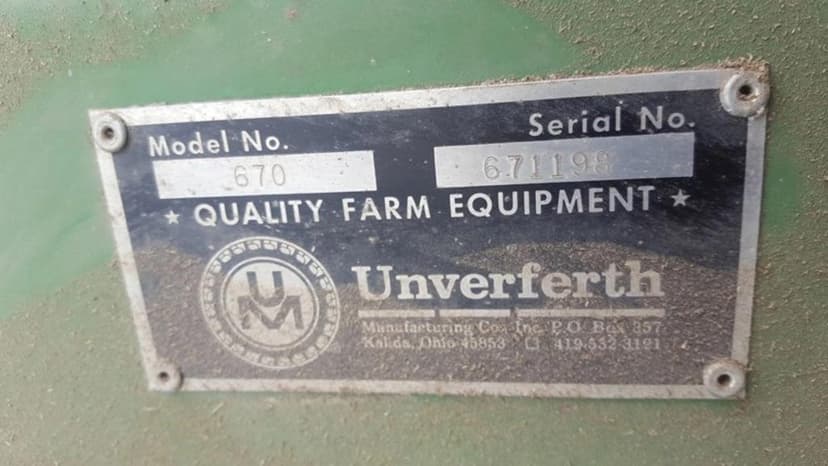 Model No. Serial No.
670 671198
★ QUALITY FARM EQUIPMENT ★
UM
Unverferth
Manufacturing Co., Inc. P.O. Box 357
Kalida, Ohio 45853 419-532-3121